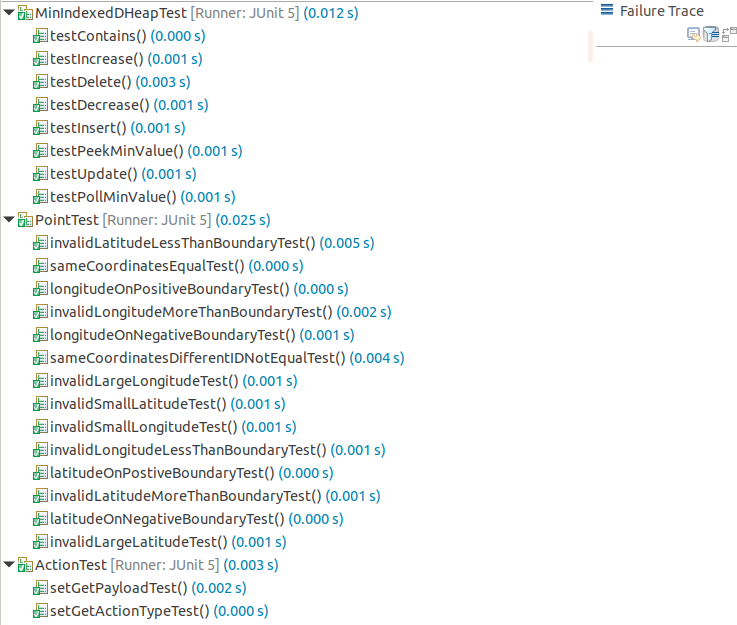 MinIndexedDHeapTest [Runner: JUnit 5] (0.012 s)
Failure Trace
testContains() (0.000 s)
testIncrease() (0.001 s)
testDelete() (0.003 s)
testDecrease() (0.001 s)
testInsert() (0.001 s)
testPeekMinValue() (0.001 s)
testUpdate() (0.001 s)
testPollMinValue() (0.001 s)
PointTest [Runner: JUnit 5] (0.025 s)
invalidLatitudeLessThanBoundaryTest() (0.005 s)
sameCoordinatesEqualTest() (0.000 s)
longitudeOnPositiveBoundaryTest() (0.000 s)
invalidLongitudeMoreThanBoundaryTest() (0.002 s)
longitudeOnNegativeBoundaryTest() (0.001 s)
sameCoordinatesDifferentIDNotEqualTest() (0.004 s)
invalidLargeLongitudeTest() (0.001 s)
invalidSmallLatitudeTest() (0.001 s)
invalidSmallLongitudeTest() (0.001 s)
invalidLongitudeLessThanBoundaryTest() (0.001 s)
latitudeOnPostiveBoundaryTest() (0.000 s)
invalidLatitudeMoreThanBoundaryTest() (0.001 s)
latitudeOnNegativeBoundaryTest() (0.000 s)
invalidLargeLatitudeTest() (0.001 s)
ActionTest [Runner: JUnit 5] (0.003 s)
setGetPayloadTest() (0.002 s)
setGetActionTypeTest() (0.000 s)